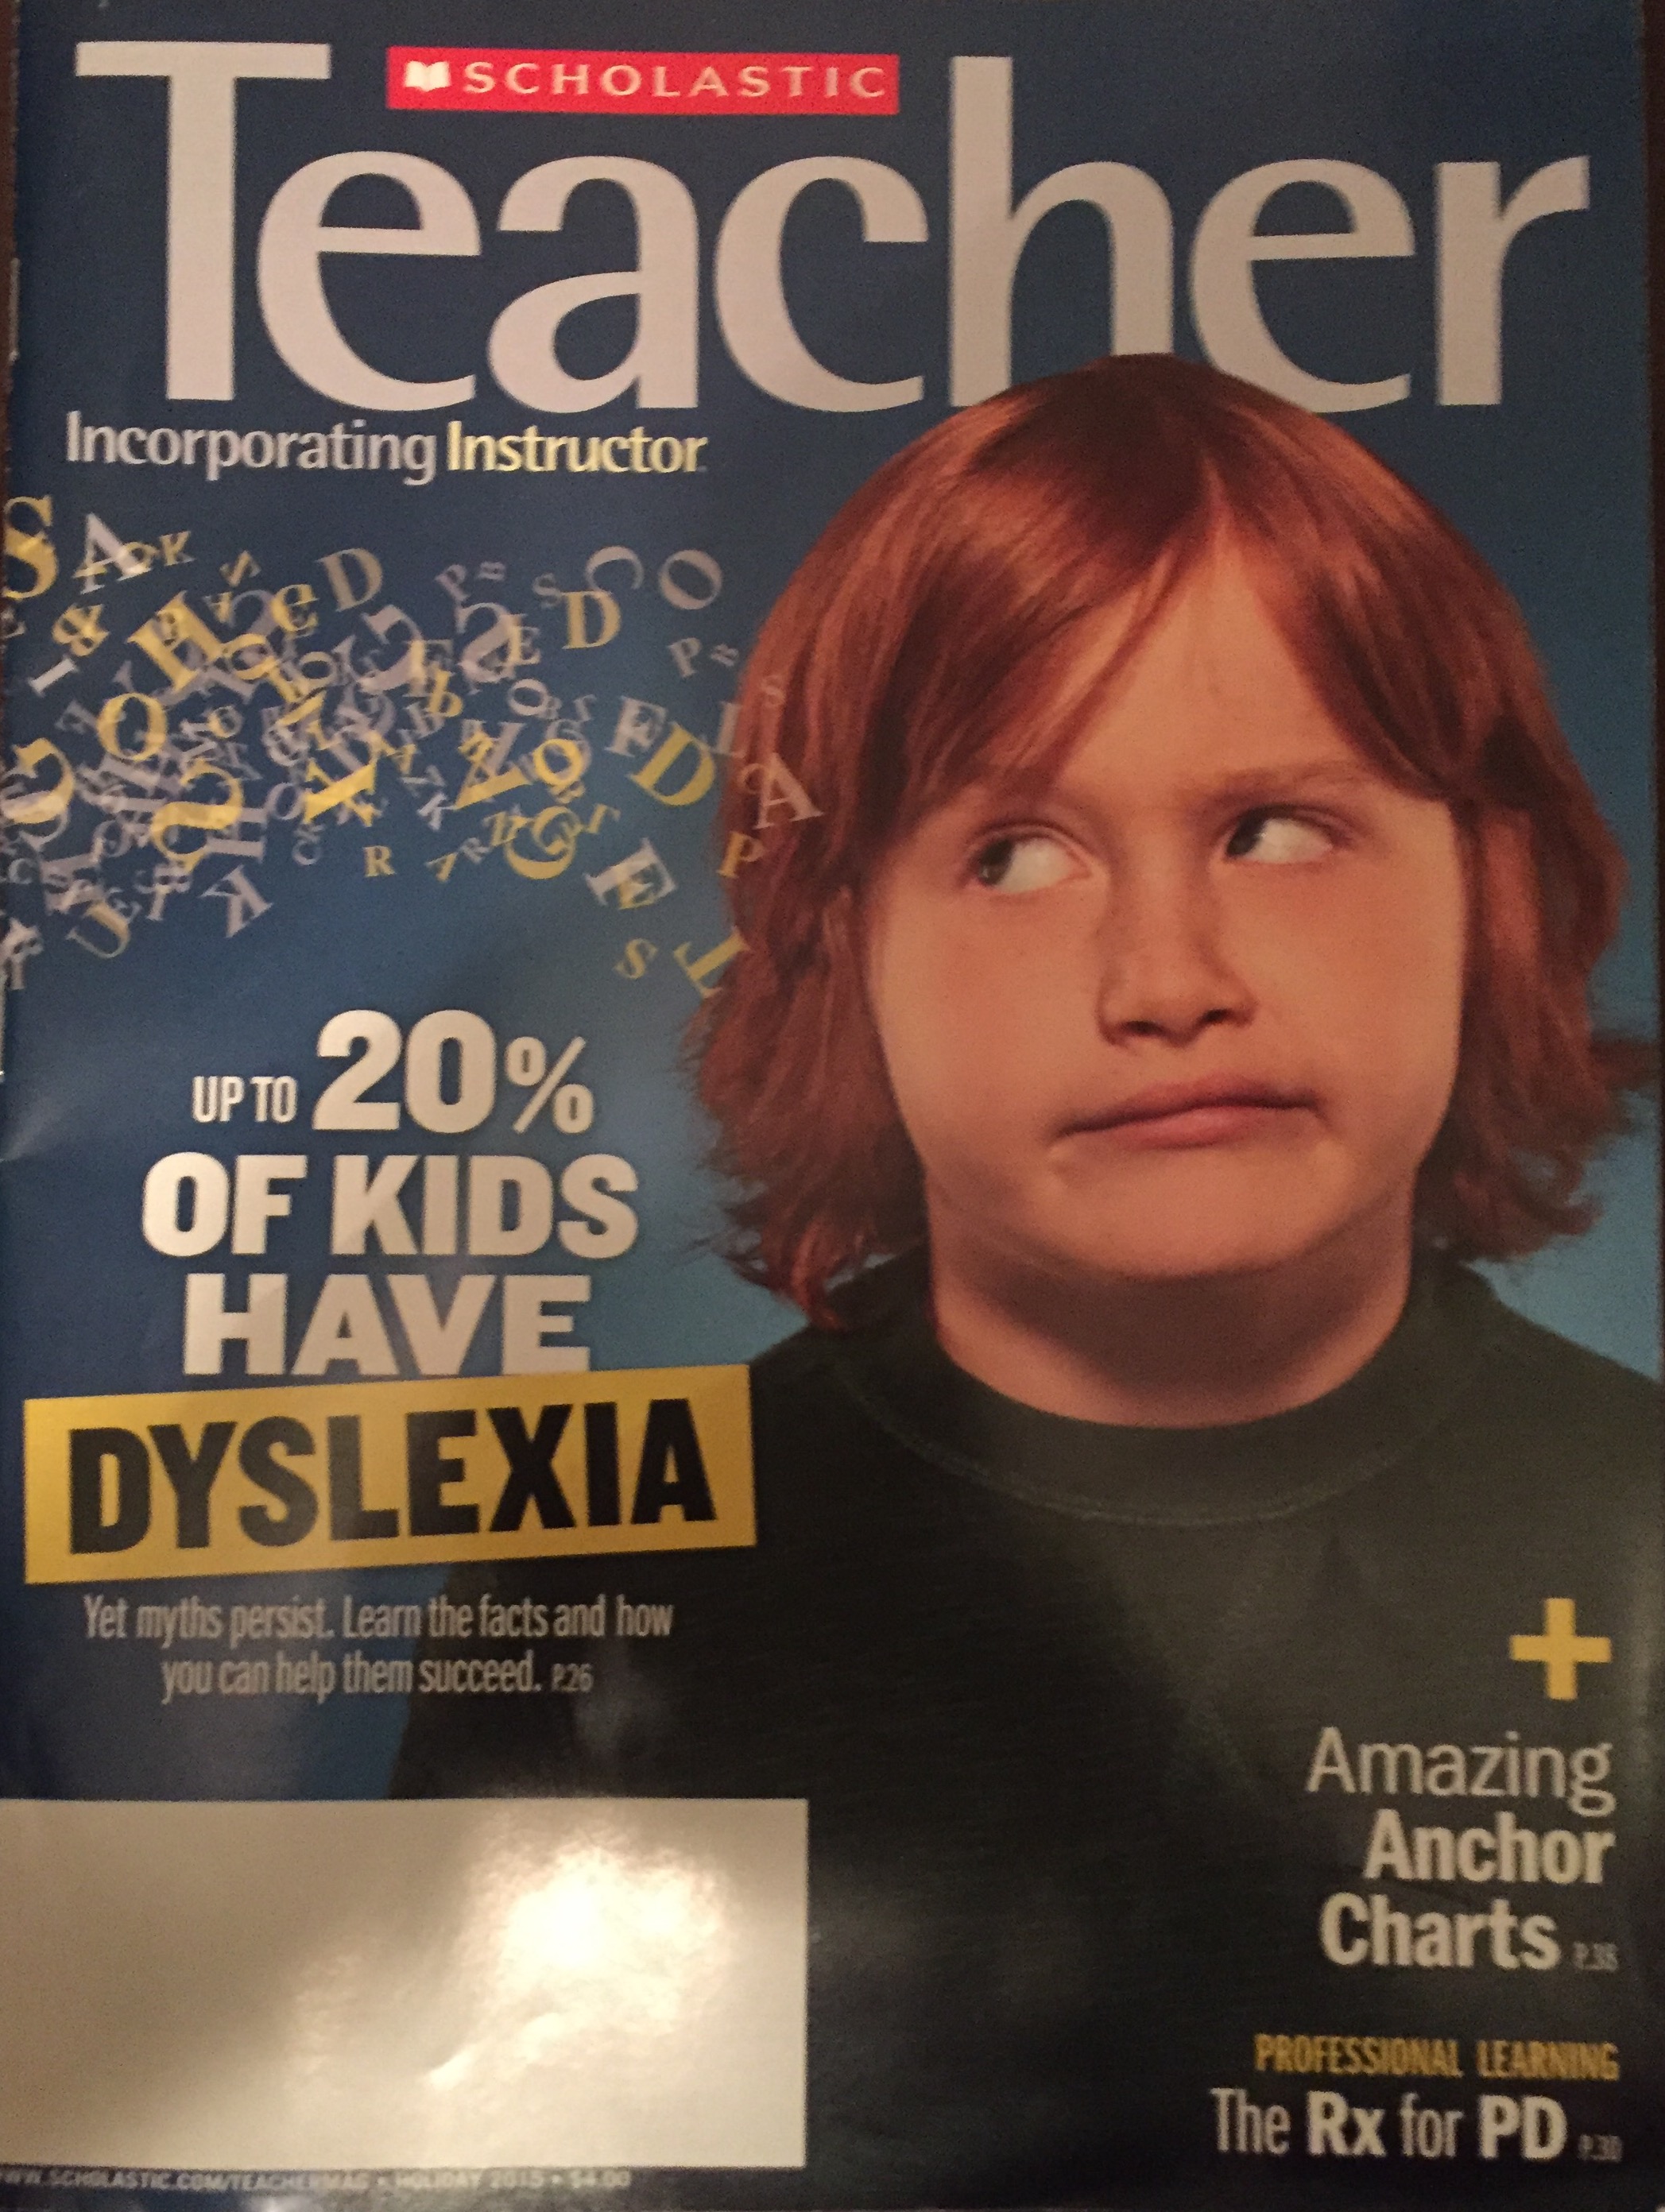 SCHOLASTIC
Teacher
Incorporating Instructor
UP TO 20%
OF KIDS
HAVE
DYSLEXIA
Yet myths persist. Learn the facts and how
you can help them succeed. P.26
+
Amazing
Anchor
Charts
PROFESSIONAL LEARNING
The Rx for PD P.30
WWW.SCHOLASTIC.COM/TEACHERMAG • HOLIDAY 2015 • $4.00